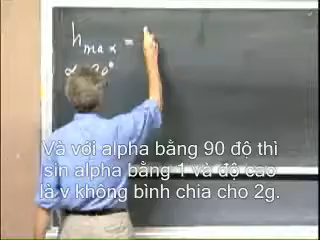 h max =
α 90°
Và với alpha bằng 90 độ thì
sin alpha bằng 1 và độ cao
là v không bình chia cho 2g.